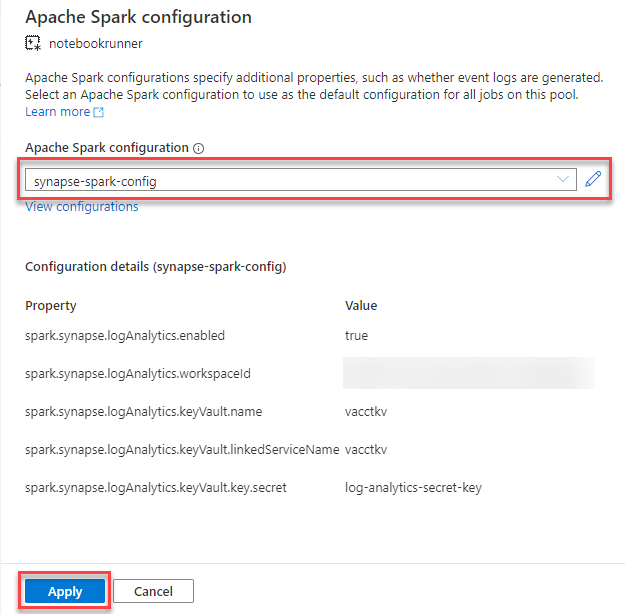 Apache Spark configuration
notebookrunner
Apache Spark configurations specify additional properties, such as whether event logs are generated.
Select an Apache Spark configuration to use as the default configuration for all jobs on this pool.
Learn more
Apache Spark configuration
synapse-spark-config
View configurations
Configuration details (synapse-spark-config)
Property Value
spark.synapse.logAnalytics.enabled true
spark.synapse.logAnalytics.workspaceId
spark.synapse.logAnalytics.keyVault.name vacctkv
spark.synapse.logAnalytics.keyVault.linkedServiceName vacctkv
spark.synapse.logAnalytics.keyVault.key.secret log-analytics-secret-key
Apply Cancel